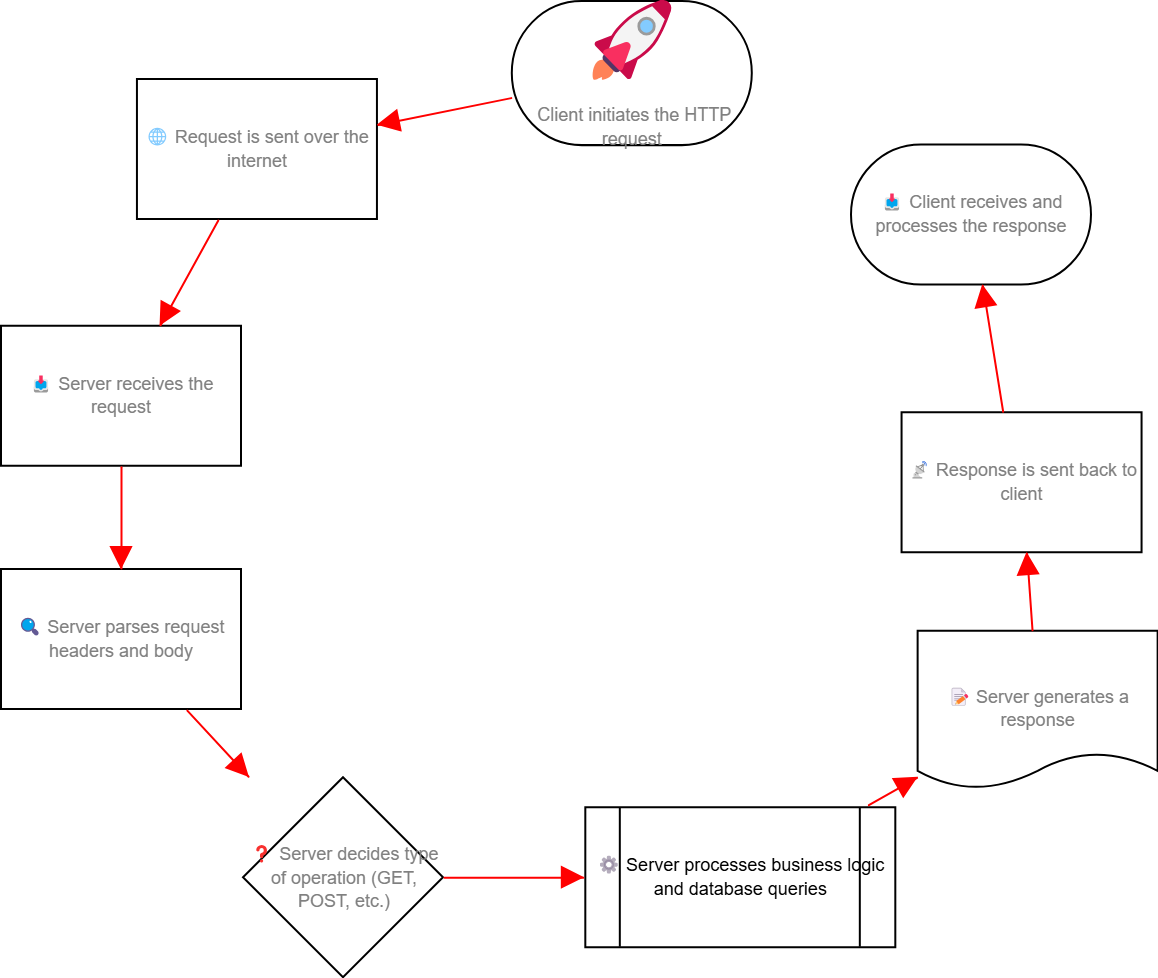 Client initiates the HTTP
request
Request is sent over the
internet
Server receives the
request
Server parses request
headers and body
❓ Server decides type
of operation (GET,
POST, etc.)
Server processes business logic
and database queries
Server generates a
response
Response is sent back to
client
Client receives and
processes the response